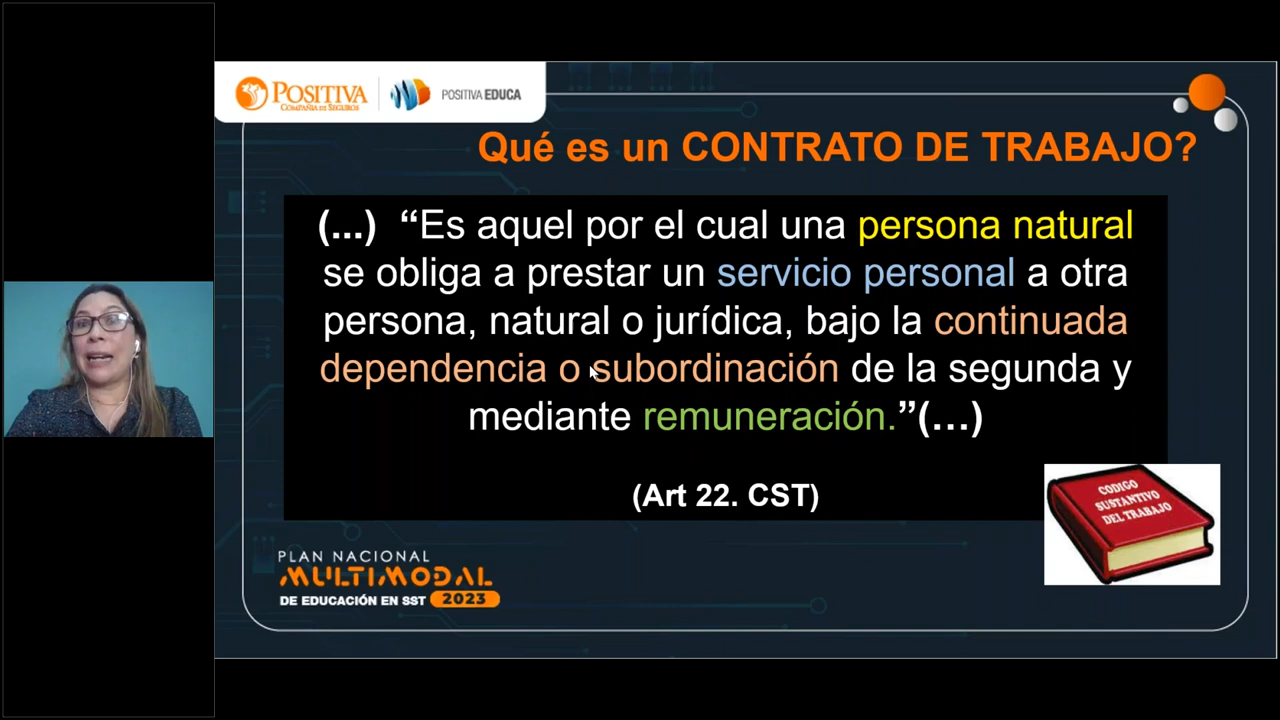 POSITIVA
COMPAÑÍA DE SEGUROS
POSITIVA EDUCA
Qué es un CONTRATO DE TRABAJO?
(...) “Es aquel por el cual una persona natural
se obliga a prestar un servicio personal a otra
persona, natural o jurídica, bajo la continuada
dependencia o subordinación de la segunda y
mediante remuneración.”(...)
(Art 22. CST)
CODIGO
SUSTANTIVO
DEL TRABAJO
PLAN NACIONAL
MULTIMODAL
DE EDUCACIÓN EN SST 2023